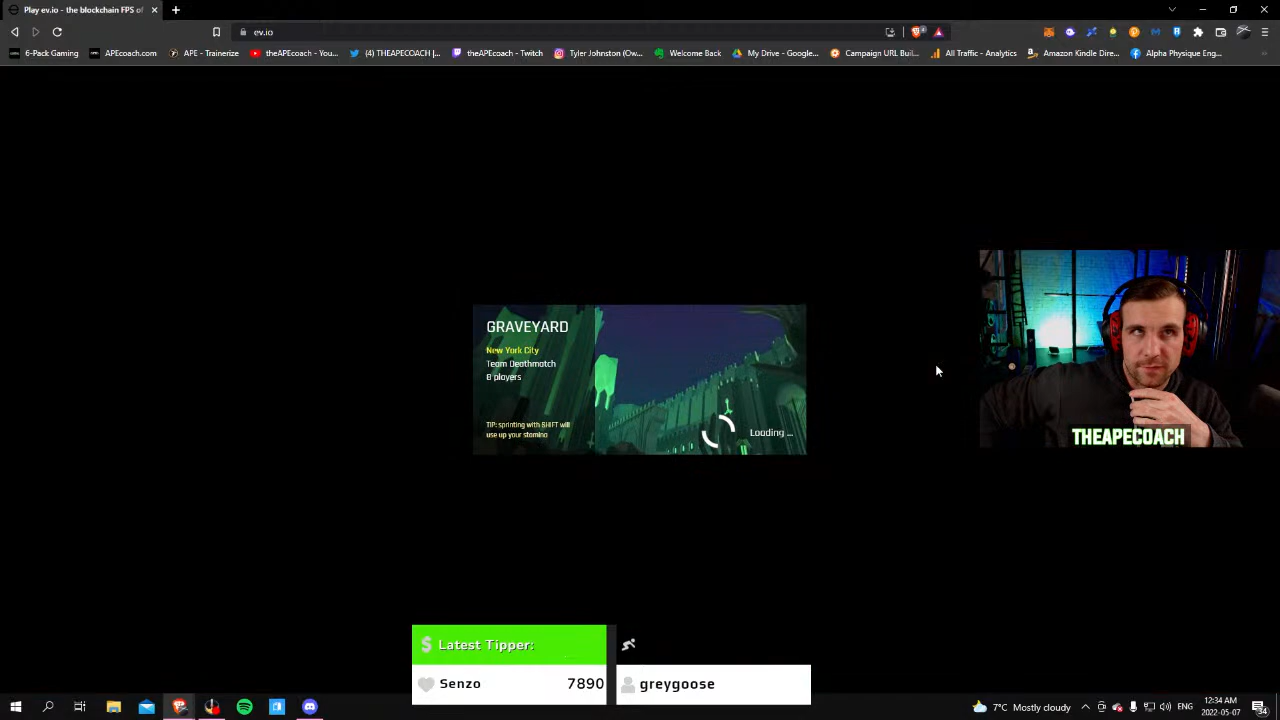 Play ev.io - the blockchain FPS of
ev.io
6-Pack Gaming
APEcoach.com
APE - Trainerize
theAPEcoach - You...
(4) THEAPECOACH |...
theAPEcoach - Twitch
Tyler Johnston (Ow...
Welcome Back
My Drive - Google...
Campaign URL Buil...
All Traffic - Analytics
Amazon Kindle Dire...
Alpha Physique Eng...
GRAVEYARD
New York City
Team Deathmatch
8 players
TIP: sprinting with SHIFT will
use up your stamina
Loading ...
THEAPECOACH
Latest Tipper:
Senzo 7890
greygoose
7°C Mostly cloudy
ENG
12:34 AM
2022-05-07